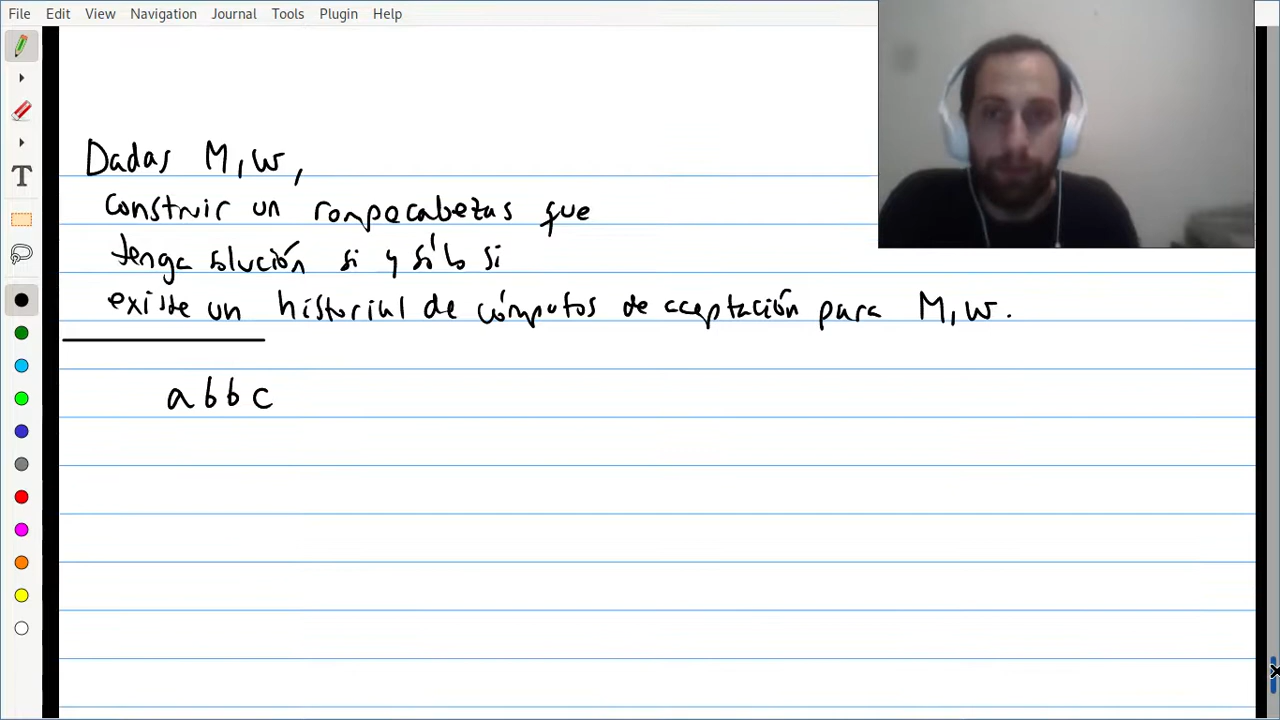 File Edit View Navigation Journal Tools Plugin Help
T
Dadas M, w,
construir un rompecabezas que
tenga solución si y sólo si
existe un historial de cómputos de aceptación para M, w.
abbc